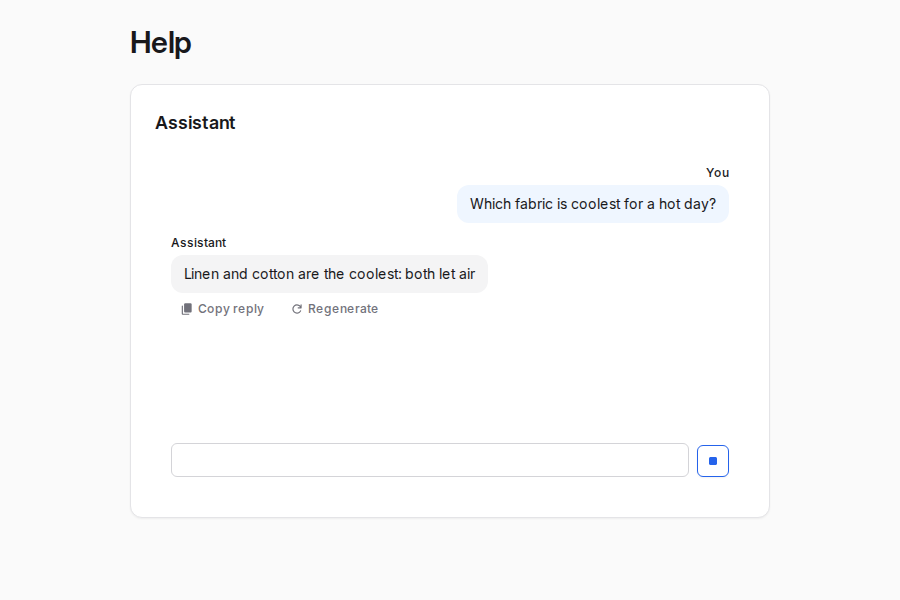 Help
Assistant
You
Which fabric is coolest for a hot day?
Assistant
Linen and cotton are the coolest: both let air
Copy reply Regenerate